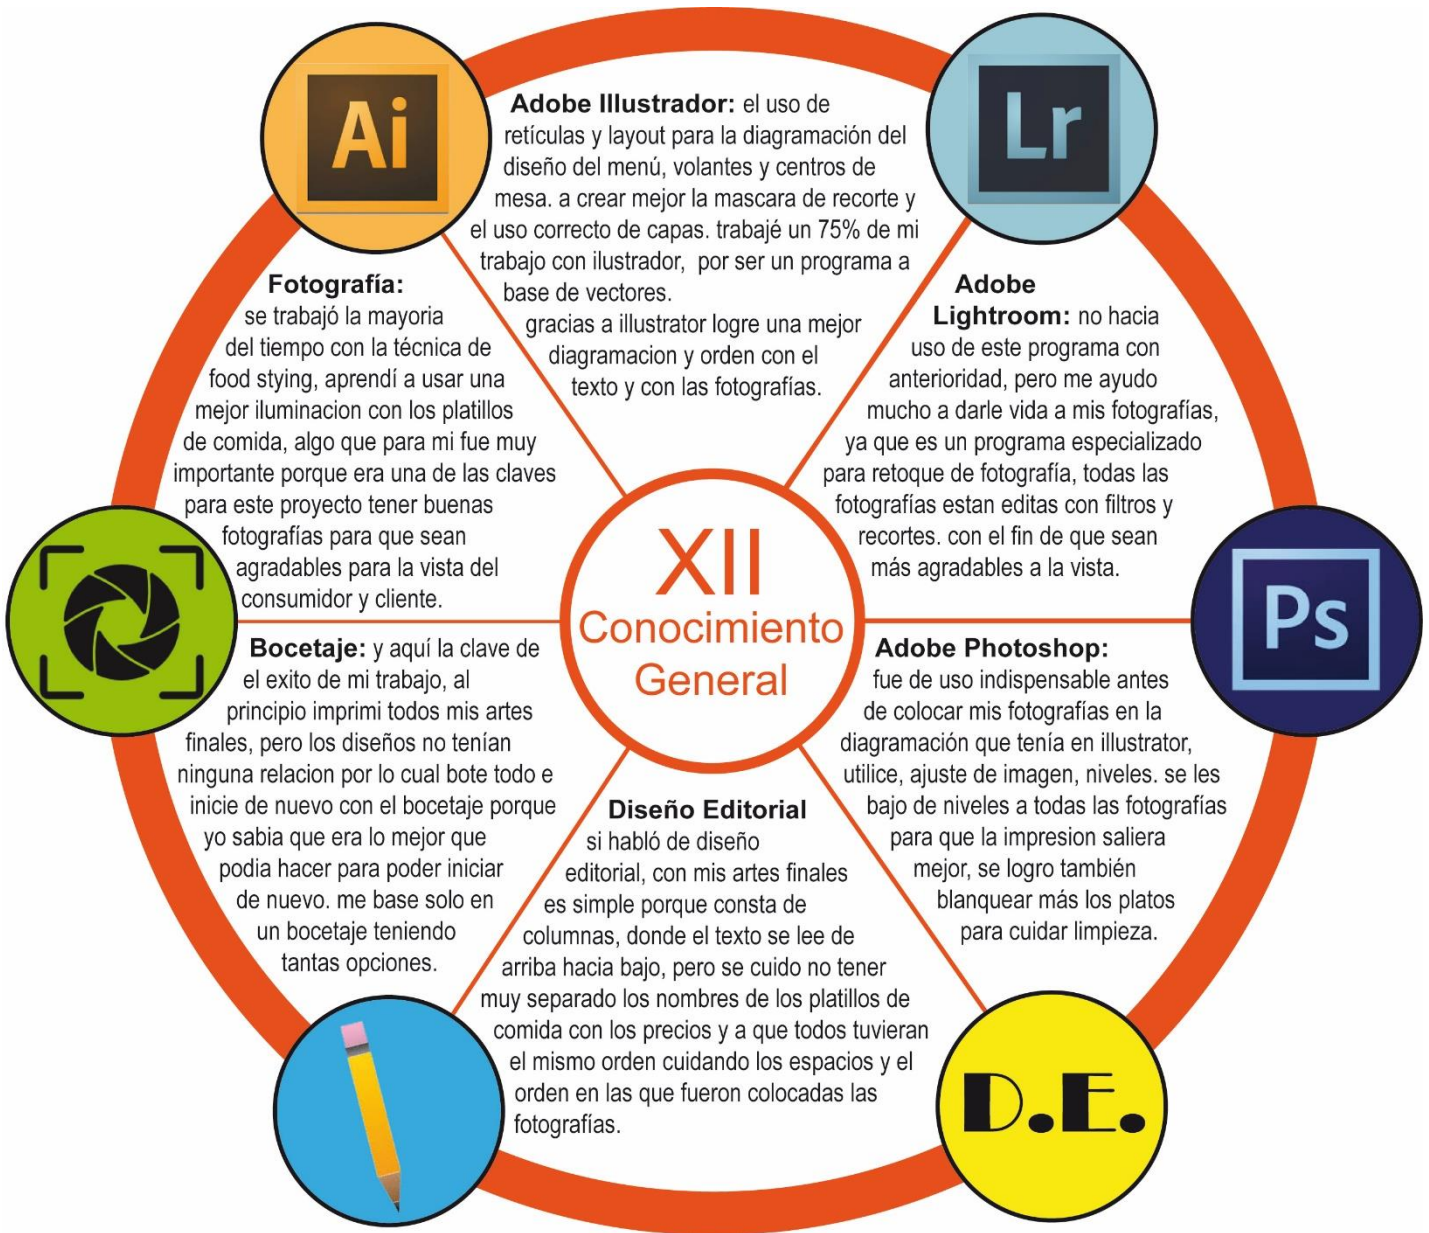 Ai
Lr
Adobe Illustrador: el uso de
retículas y layout para la diagramación del
diseño del menú, volantes y centros de
mesa. a crear mejor la mascara de recorte y
el uso correcto de capas. trabajé un 75% de mi
trabajo con ilustrador, por ser un programa a
base de vectores.
gracias a illustrator logre una mejor
diagramacion y orden con el
texto y con las fotografías.
Adobe
Lightroom: no hacia
uso de este programa con
anterioridad, pero me ayudo
mucho a darle vida a mis fotografías,
ya que es un programa especializado
para retoque de fotografía, todas las
fotografías estan editas con filtros y
recortes. con el fin de que sean
más agradables a la vista.
Ps
Adobe Photoshop:
fue de uso indispensable antes
de colocar mis fotografías en la
diagramación que tenía en illustrator,
utilice, ajuste de imagen, niveles. se les
bajo de niveles a todas las fotografías
para que la impresion saliera
mejor, se logro también
blanquear más los platos
para cuidar limpieza.
D.E.
Diseño Editorial
si habló de diseño
editorial, con mis artes finales
es simple porque consta de
columnas, donde el texto se lee de
arriba hacia bajo, pero se cuido no tener
muy separado los nombres de los platillos de
comida con los precios y a que todos tuvieran
el mismo orden cuidando los espacios y el
orden en las que fueron colocadas las
fotografías.
Bocetaje: y aquí la clave de
el exito de mi trabajo, al
principio imprimi todos mis artes
finales, pero los diseños no tenían
ninguna relacion por lo cual bote todo e
inicie de nuevo con el bocetaje porque
yo sabia que era lo mejor que
podia hacer para poder iniciar
de nuevo. me base solo en
un bocetaje teniendo
tantas opciones.
Fotografía:
se trabajó la mayoria
del tiempo con la técnica de
food stying, aprendí a usar una
mejor iluminacion con los platillos
de comida, algo que para mi fue muy
importante porque era una de las claves
para este proyecto tener buenas
fotografías para que sean
agradables para la vista del
consumidor y cliente.
XII
Conocimiento
General